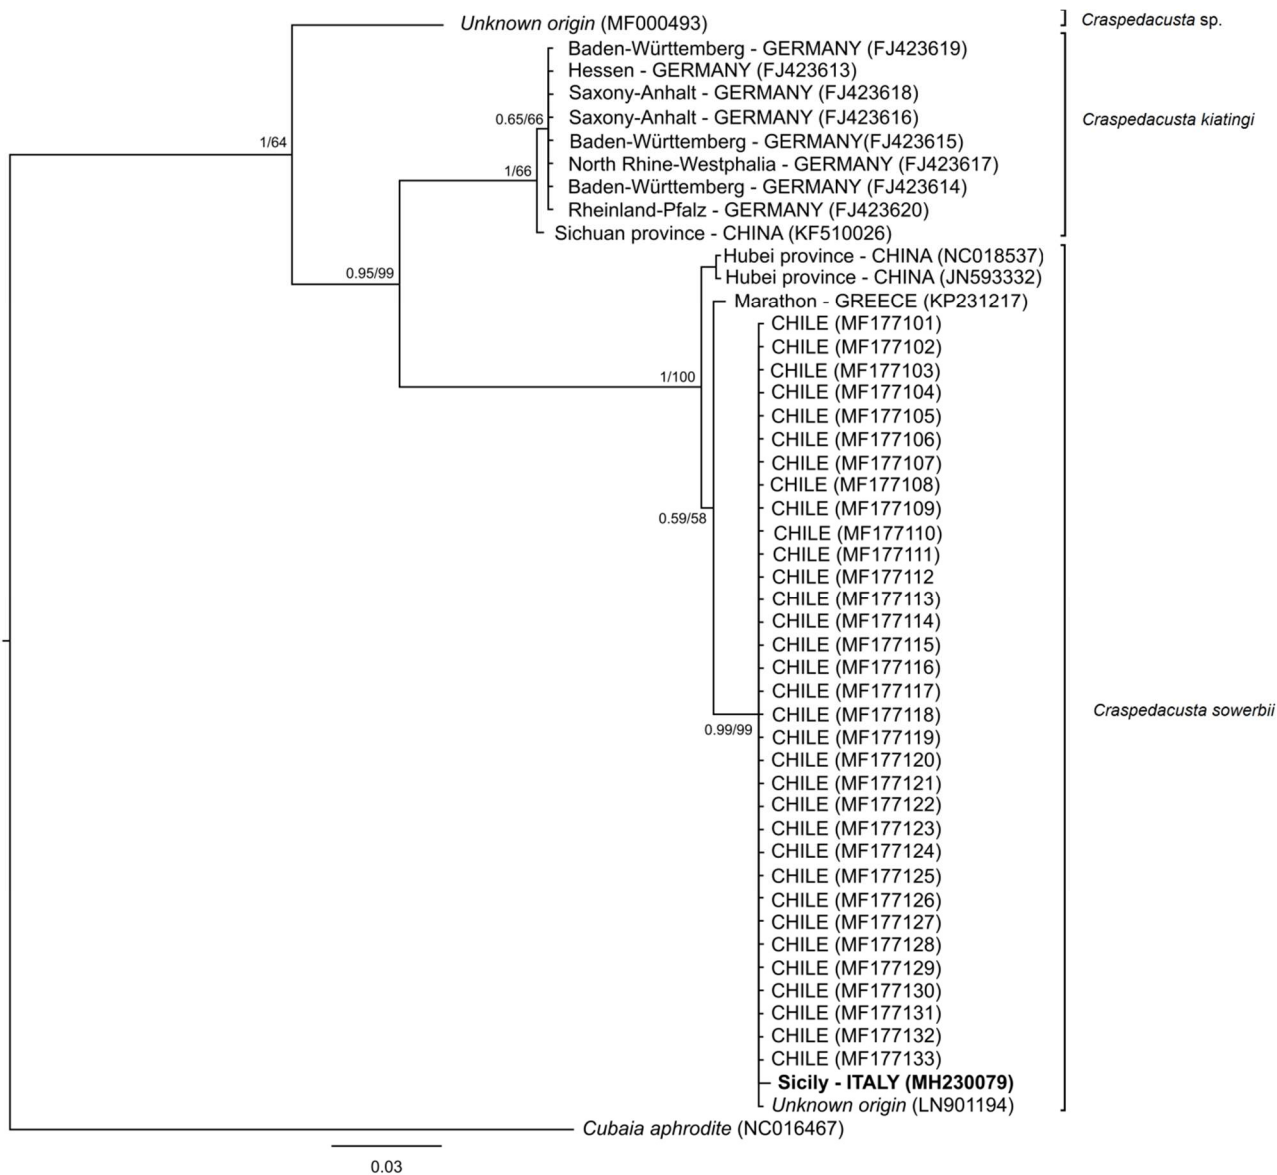 Unknown origin (MF000493)
Craspedacusta sp.
Baden-Württemberg - GERMANY (FJ423619)
Hessen - GERMANY (FJ423613)
Saxony-Anhalt - GERMANY (FJ423618)
0.65/66
Saxony-Anhalt - GERMANY (FJ423616)
Craspedacusta kiatingi
1/64
Baden-Württemberg - GERMANY(FJ423615)
North Rhine-Westphalia - GERMANY (FJ423617)
1/66
Baden-Württemberg - GERMANY (FJ423614)
Rheinland-Pfalz - GERMANY (FJ423620)
Sichuan province - CHINA (KF510026)
Hubei province - CHINA (NC018537)
0.95/99
Hubei province - CHINA (JN593332)
Marathon - GREECE (KP231217)
CHILE (MF177101)
CHILE (MF177102)
CHILE (MF177103)
1/100
CHILE (MF177104)
CHILE (MF177105)
CHILE (MF177106)
CHILE (MF177107)
CHILE (MF177108)
CHILE (MF177109)
0.59/58
CHILE (MF177110)
CHILE (MF177111)
CHILE (MF177112
CHILE (MF177113)
CHILE (MF177114)
CHILE (MF177115)
CHILE (MF177116)
CHILE (MF177117)
CHILE (MF177118)
Craspedacusta sowerbii
0.99/99
CHILE (MF177119)
CHILE (MF177120)
CHILE (MF177121)
CHILE (MF177122)
CHILE (MF177123)
CHILE (MF177124)
CHILE (MF177125)
CHILE (MF177126)
CHILE (MF177127)
CHILE (MF177128)
CHILE (MF177129)
CHILE (MF177130)
CHILE (MF177131)
CHILE (MF177132)
CHILE (MF177133)
Sicily - ITALY (MH230079)
Unknown origin (LN901194)
Cubaia aphrodite (NC016467)
0.03